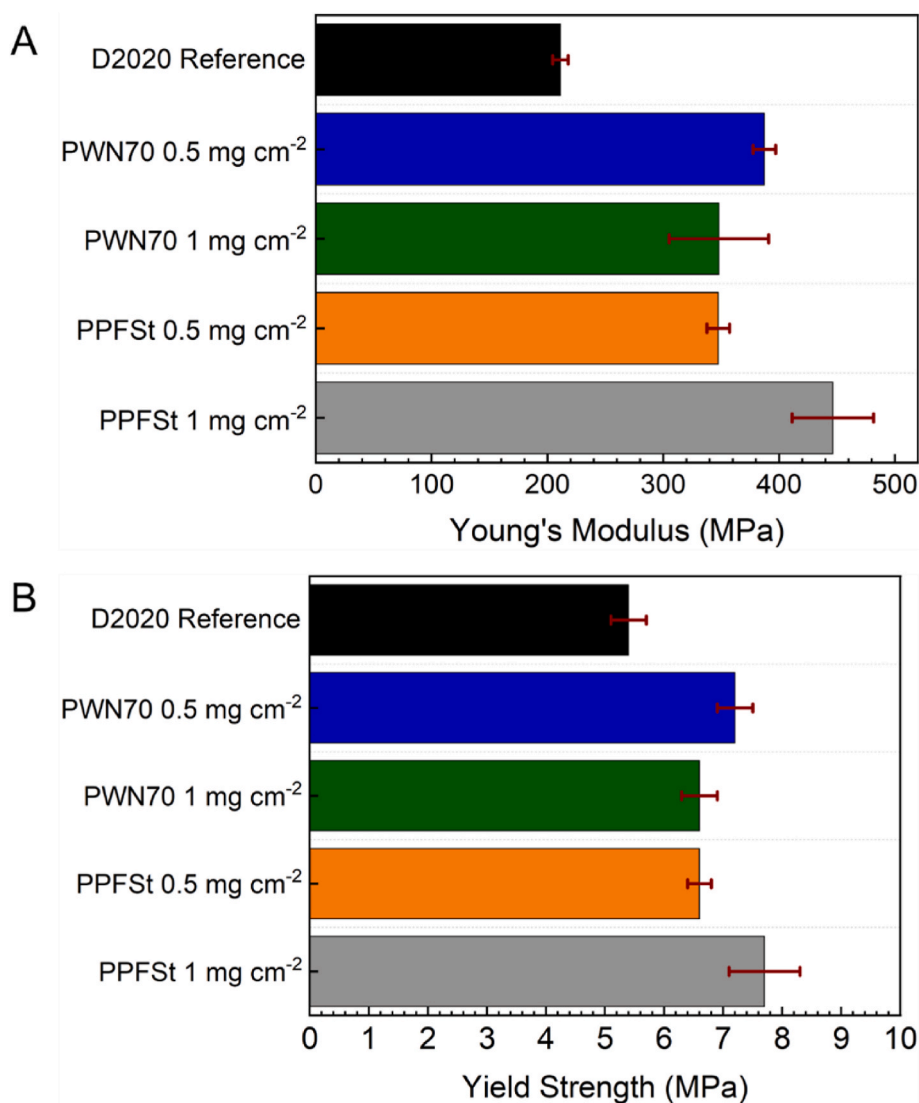 A
D2020 Reference
PWN70 0.5 mg cm⁻²
PWN70 1 mg cm⁻²
PPFSt 0.5 mg cm⁻²
PPFSt 1 mg cm⁻²
0 100 200 300 400 500
Young's Modulus (MPa)
B
D2020 Reference
PWN70 0.5 mg cm⁻²
PWN70 1 mg cm⁻²
PPFSt 0.5 mg cm⁻²
PPFSt 1 mg cm⁻²
0 1 2 3 4 5 6 7 8 9 10
Yield Strength (MPa)